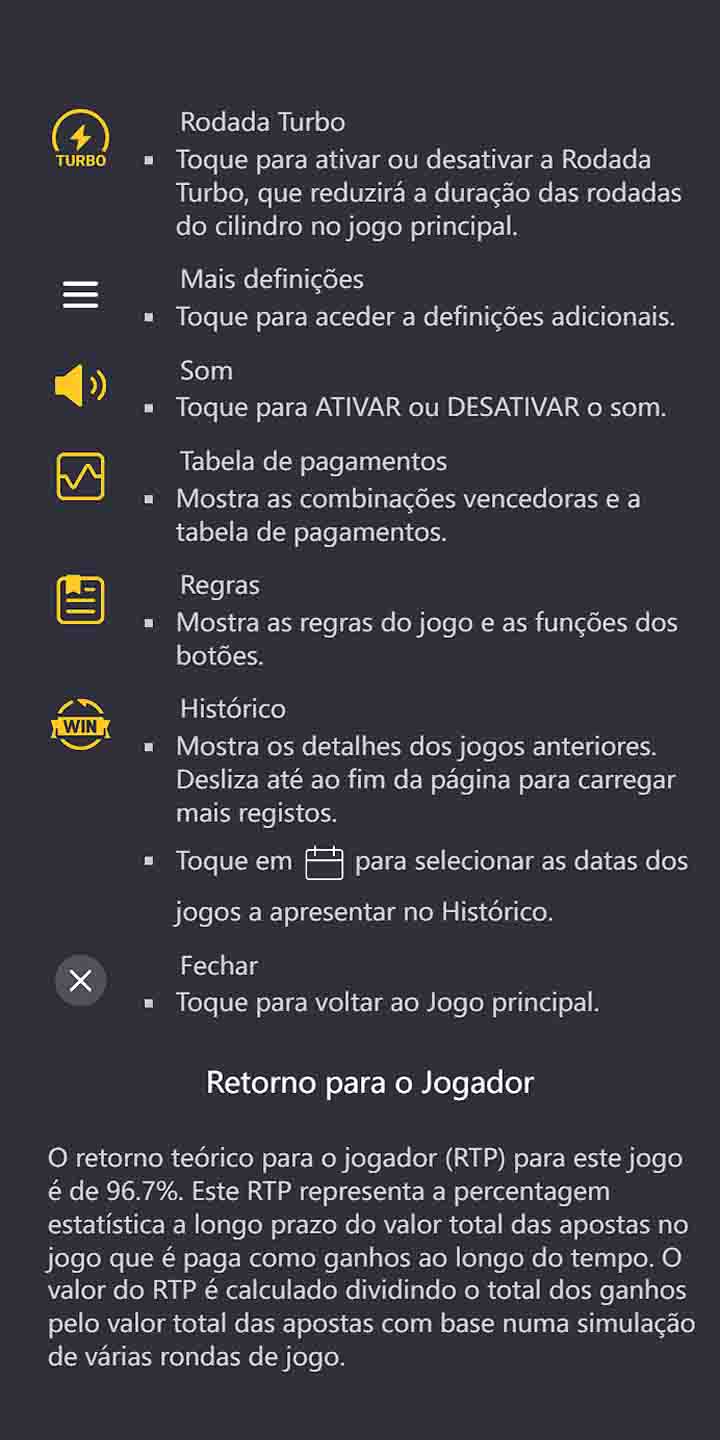 TURBO
Rodada Turbo
▪ Toque para ativar ou desativar a Rodada
Turbo, que reduzirá a duração das rodadas
do cilindro no jogo principal.
Mais definições
▪ Toque para aceder a definições adicionais.
Som
▪ Toque para ATIVAR ou DESATIVAR o som.
Tabela de pagamentos
▪ Mostra as combinações vencedoras e a
tabela de pagamentos.
Regras
▪ Mostra as regras do jogo e as funções dos
botões.
WIN
Histórico
▪ Mostra os detalhes dos jogos anteriores.
Desliza até ao fim da página para carregar
mais registos.
▪ Toque em para selecionar as datas dos
jogos a apresentar no Histórico.
Fechar
▪ Toque para voltar ao Jogo principal.
Retorno para o Jogador
O retorno teórico para o jogador (RTP) para este jogo
é de 96.7%. Este RTP representa a percentagem
estatística a longo prazo do valor total das apostas no
jogo que é paga como ganhos ao longo do tempo. O
valor do RTP é calculado dividindo o total dos ganhos
pelo valor total das apostas com base numa simulação
de várias rondas de jogo.